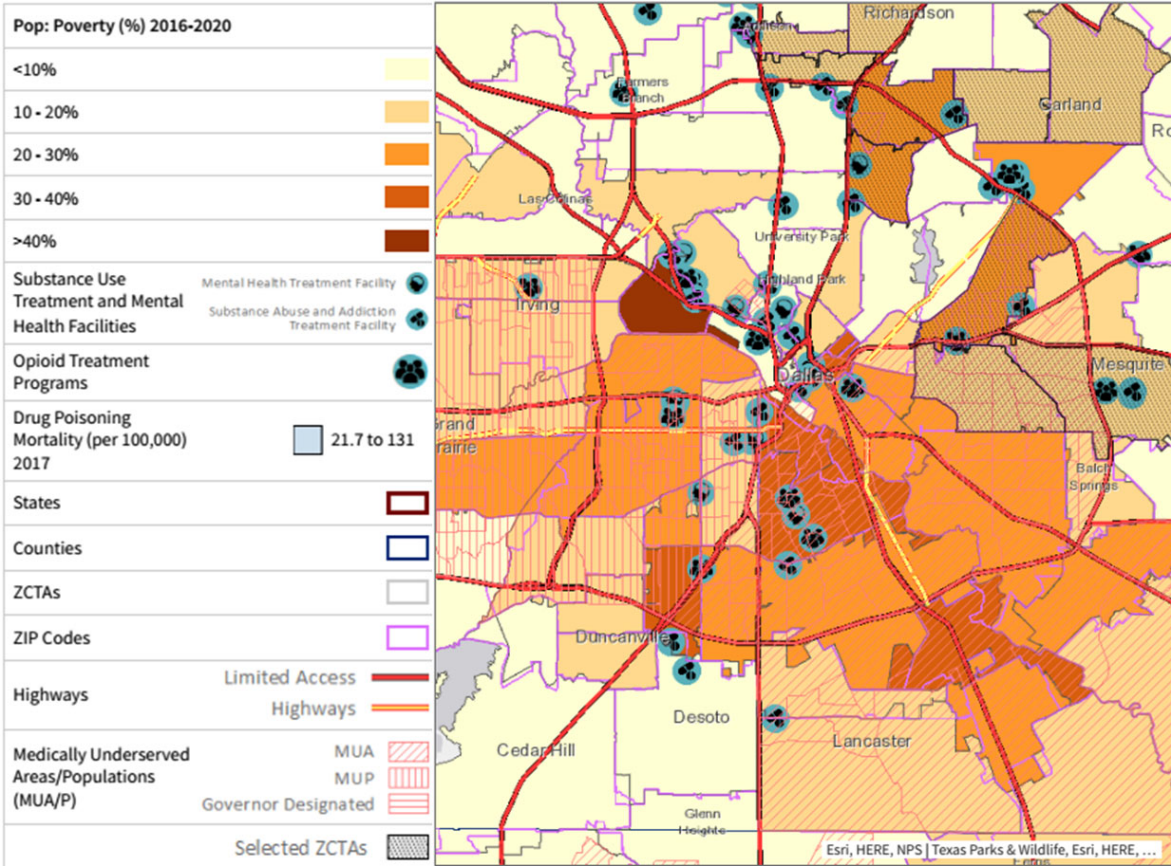 Pop: Poverty (%) 2016-2020
<10%
10 - 20%
20 - 30%
30 - 40%
>40%
Substance Use
Treatment and Mental
Health Facilities
Mental Health Treatment Facility
Substance Abuse and Addiction
Treatment Facility
Opioid Treatment
Programs
Drug Poisoning
Mortality (per 100,000)
2017
21.7 to 131
States
Counties
ZCTAs
ZIP Codes
Highways
Limited Access
Highways
Medically Underserved
Areas/Populations
(MUA/P)
MUA
MUP
Governor Designated
Selected ZCTAs
Richardson
Addison
Farmers
Branch
Garland
Las Colinas
University Park
Highland Park
Irving
Dallas
Mesquite
Grand
Prairie
Balch
Springs
Duncanville
Desoto
Cedar Hill
Lancaster
Glenn
Heights
Esri, HERE, NPS | Texas Parks & Wildlife, Esri, HERE, ...